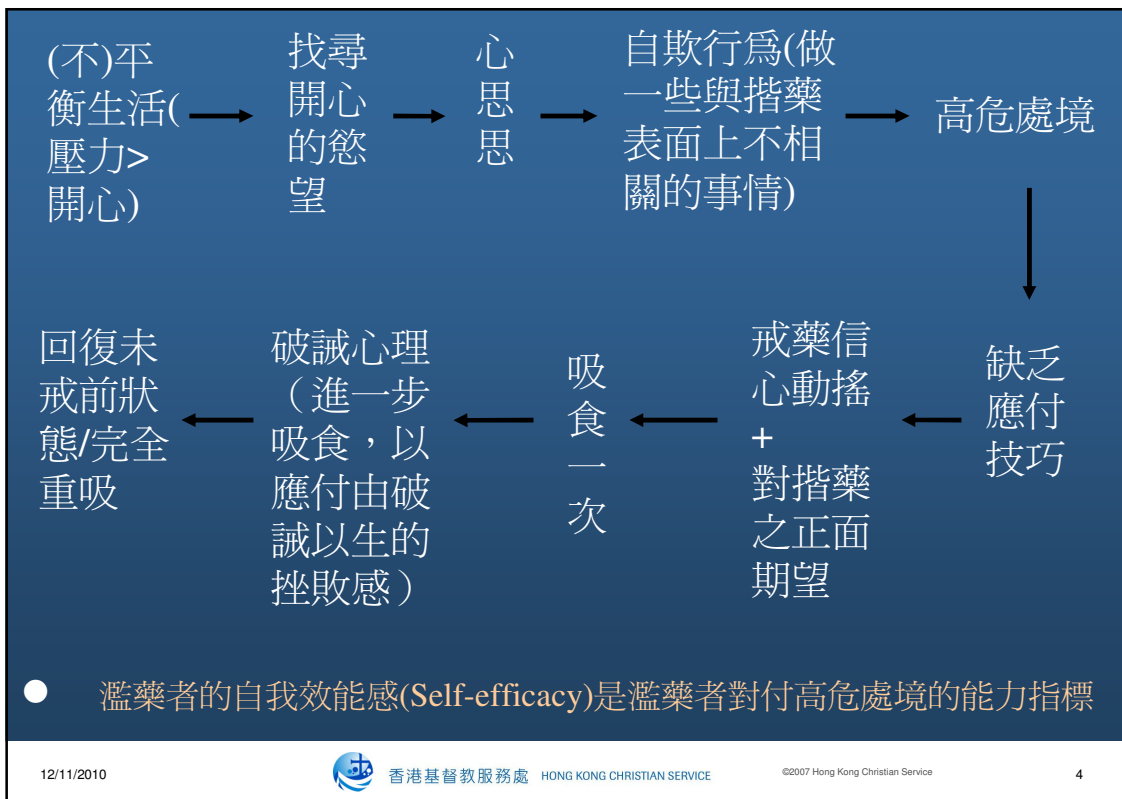 (不)平
衡生活(
壓力>
開心)
找尋
開心
的慾
望
心
思
思
自欺行爲(做
一些與揩藥
表面上不相
關的事情)
高危處境
缺乏
應付
技巧
戒藥信
心動搖
+
對揩藥
之正面
期望
吸
食
一
次
破誡心理
（進一步
吸食，以
應付由破
誡以生的
挫敗感）
回復未
戒前狀
態/完全
重吸
● 濫藥者的自我效能感(Self-efficacy)是濫藥者對付高危處境的能力指標
12/11/2010
香港基督教服務處 HONG KONG CHRISTIAN SERVICE
©2007 Hong Kong Christian Service
4